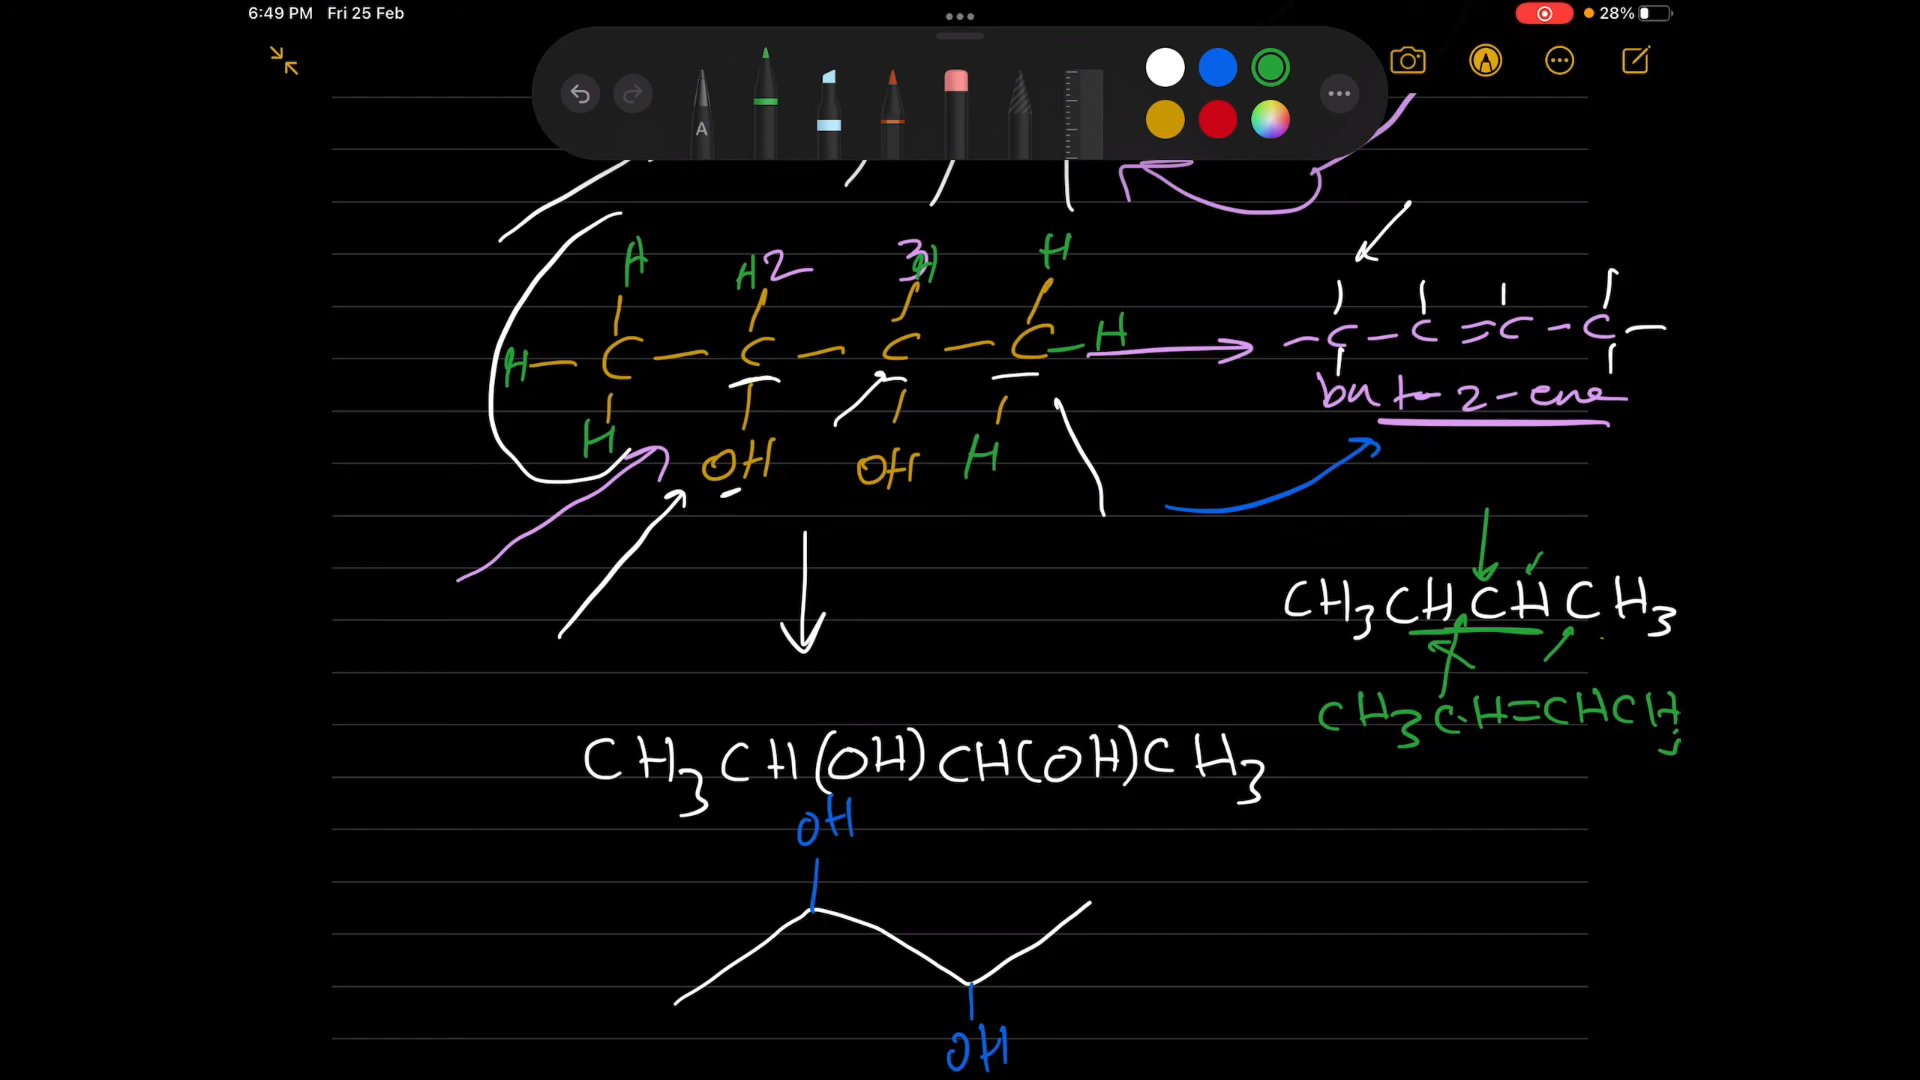 6:49 PM Fri 25 Feb
28%
A
H H 2 3 H H
H - C - C - C - C - H → - C - C = C - C -
H OH OH H
but-2-ene
CH3CHCHCH3
CH3CH=CHCH3
CH3CH(OH)CH(OH)CH3
OH
OH